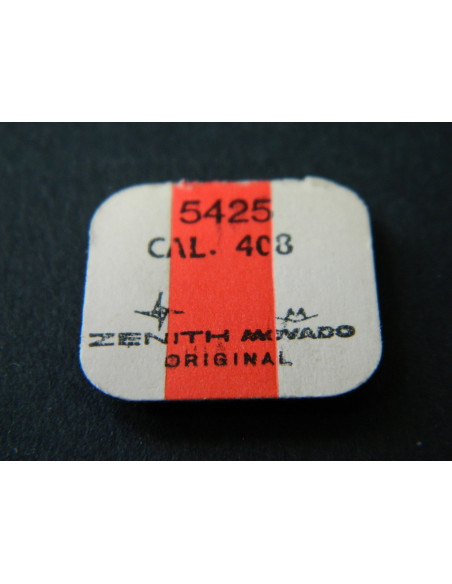 5425
CAL. 408
ZENITH MOVADO
ORIGINAL